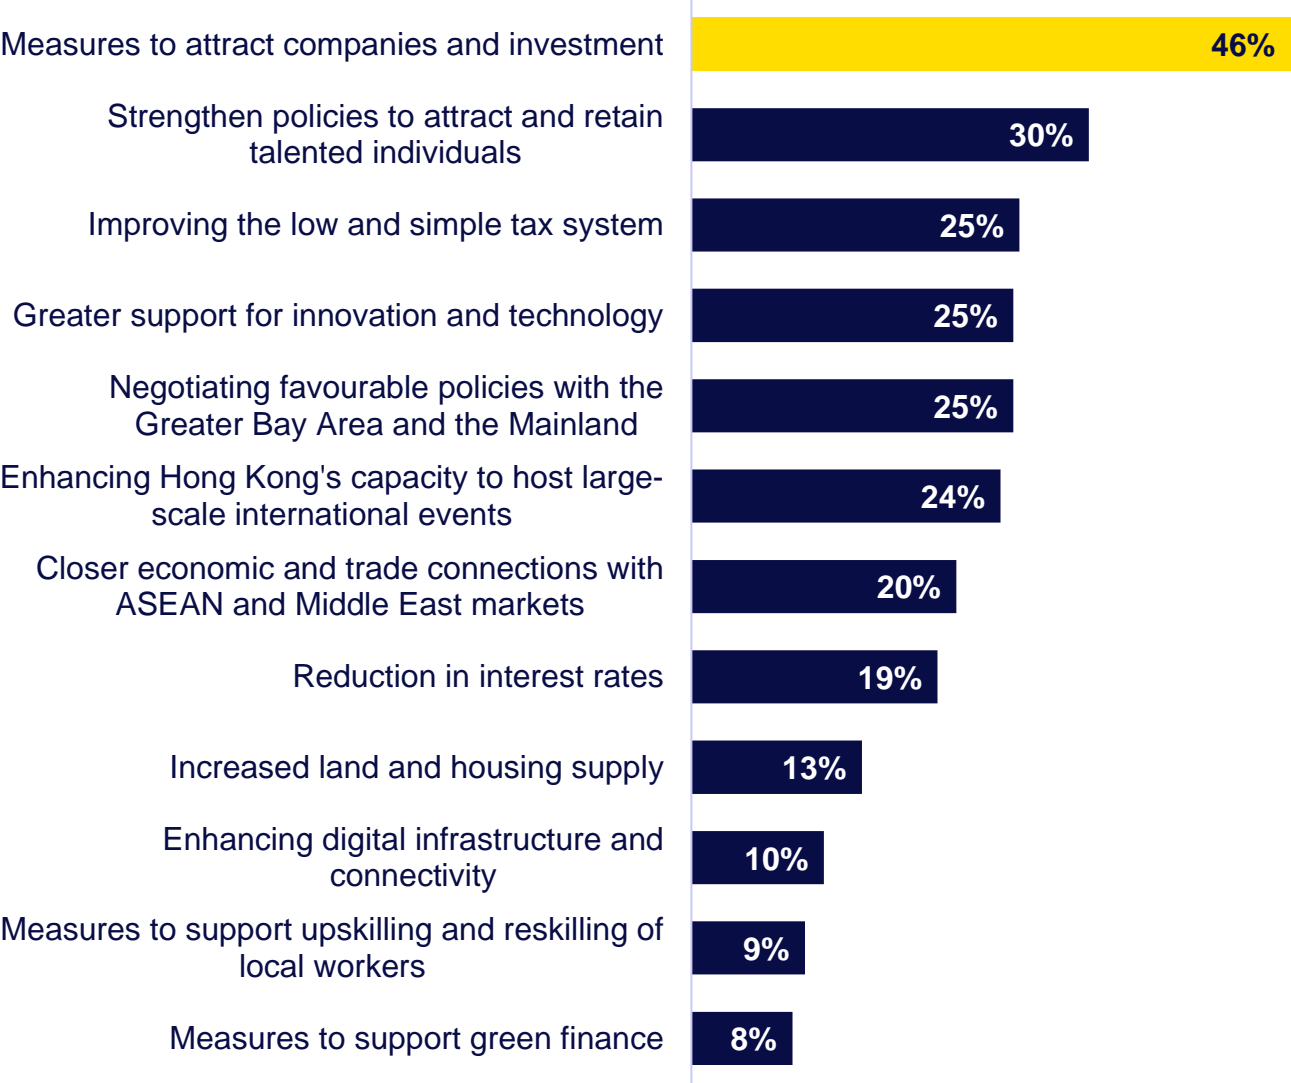 Measures to attract companies and investment
46%
Strengthen policies to attract and retain
talented individuals
30%
Improving the low and simple tax system
25%
Greater support for innovation and technology
25%
Negotiating favourable policies with the
Greater Bay Area and the Mainland
25%
Enhancing Hong Kong's capacity to host large-
scale international events
24%
Closer economic and trade connections with
ASEAN and Middle East markets
20%
Reduction in interest rates
19%
Increased land and housing supply
13%
Enhancing digital infrastructure and
connectivity
10%
Measures to support upskilling and reskilling of
local workers
9%
Measures to support green finance
8%